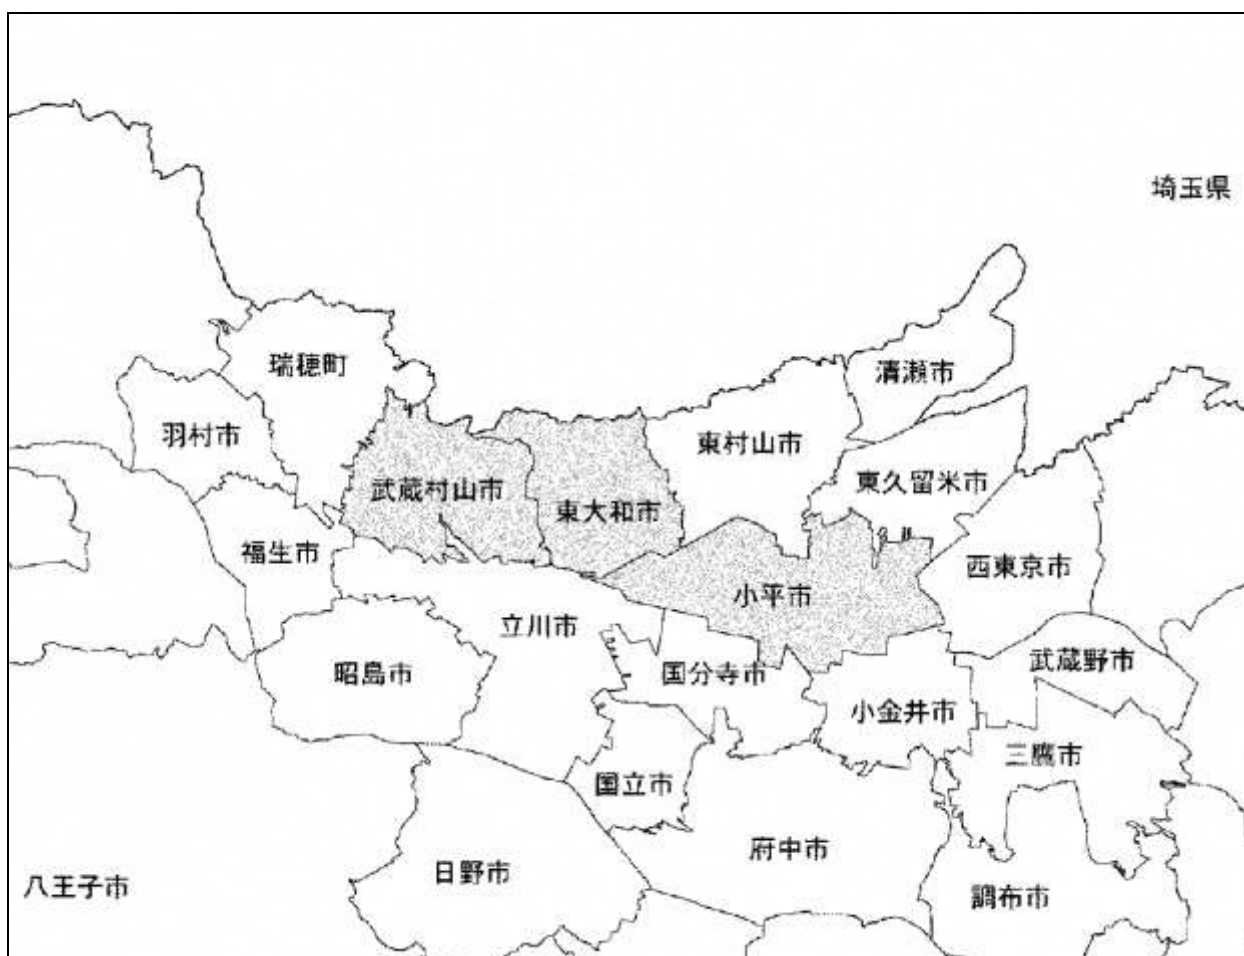 埼玉県
瑞穂町
清瀬市
羽村市
東村山市
武蔵村山市
東大和市
東久留米市
福生市
西東京市
小平市
立川市
昭島市
国分寺市
武蔵野市
小金井市
三鷹市
国立市
府中市
日野市
八王子市
調布市